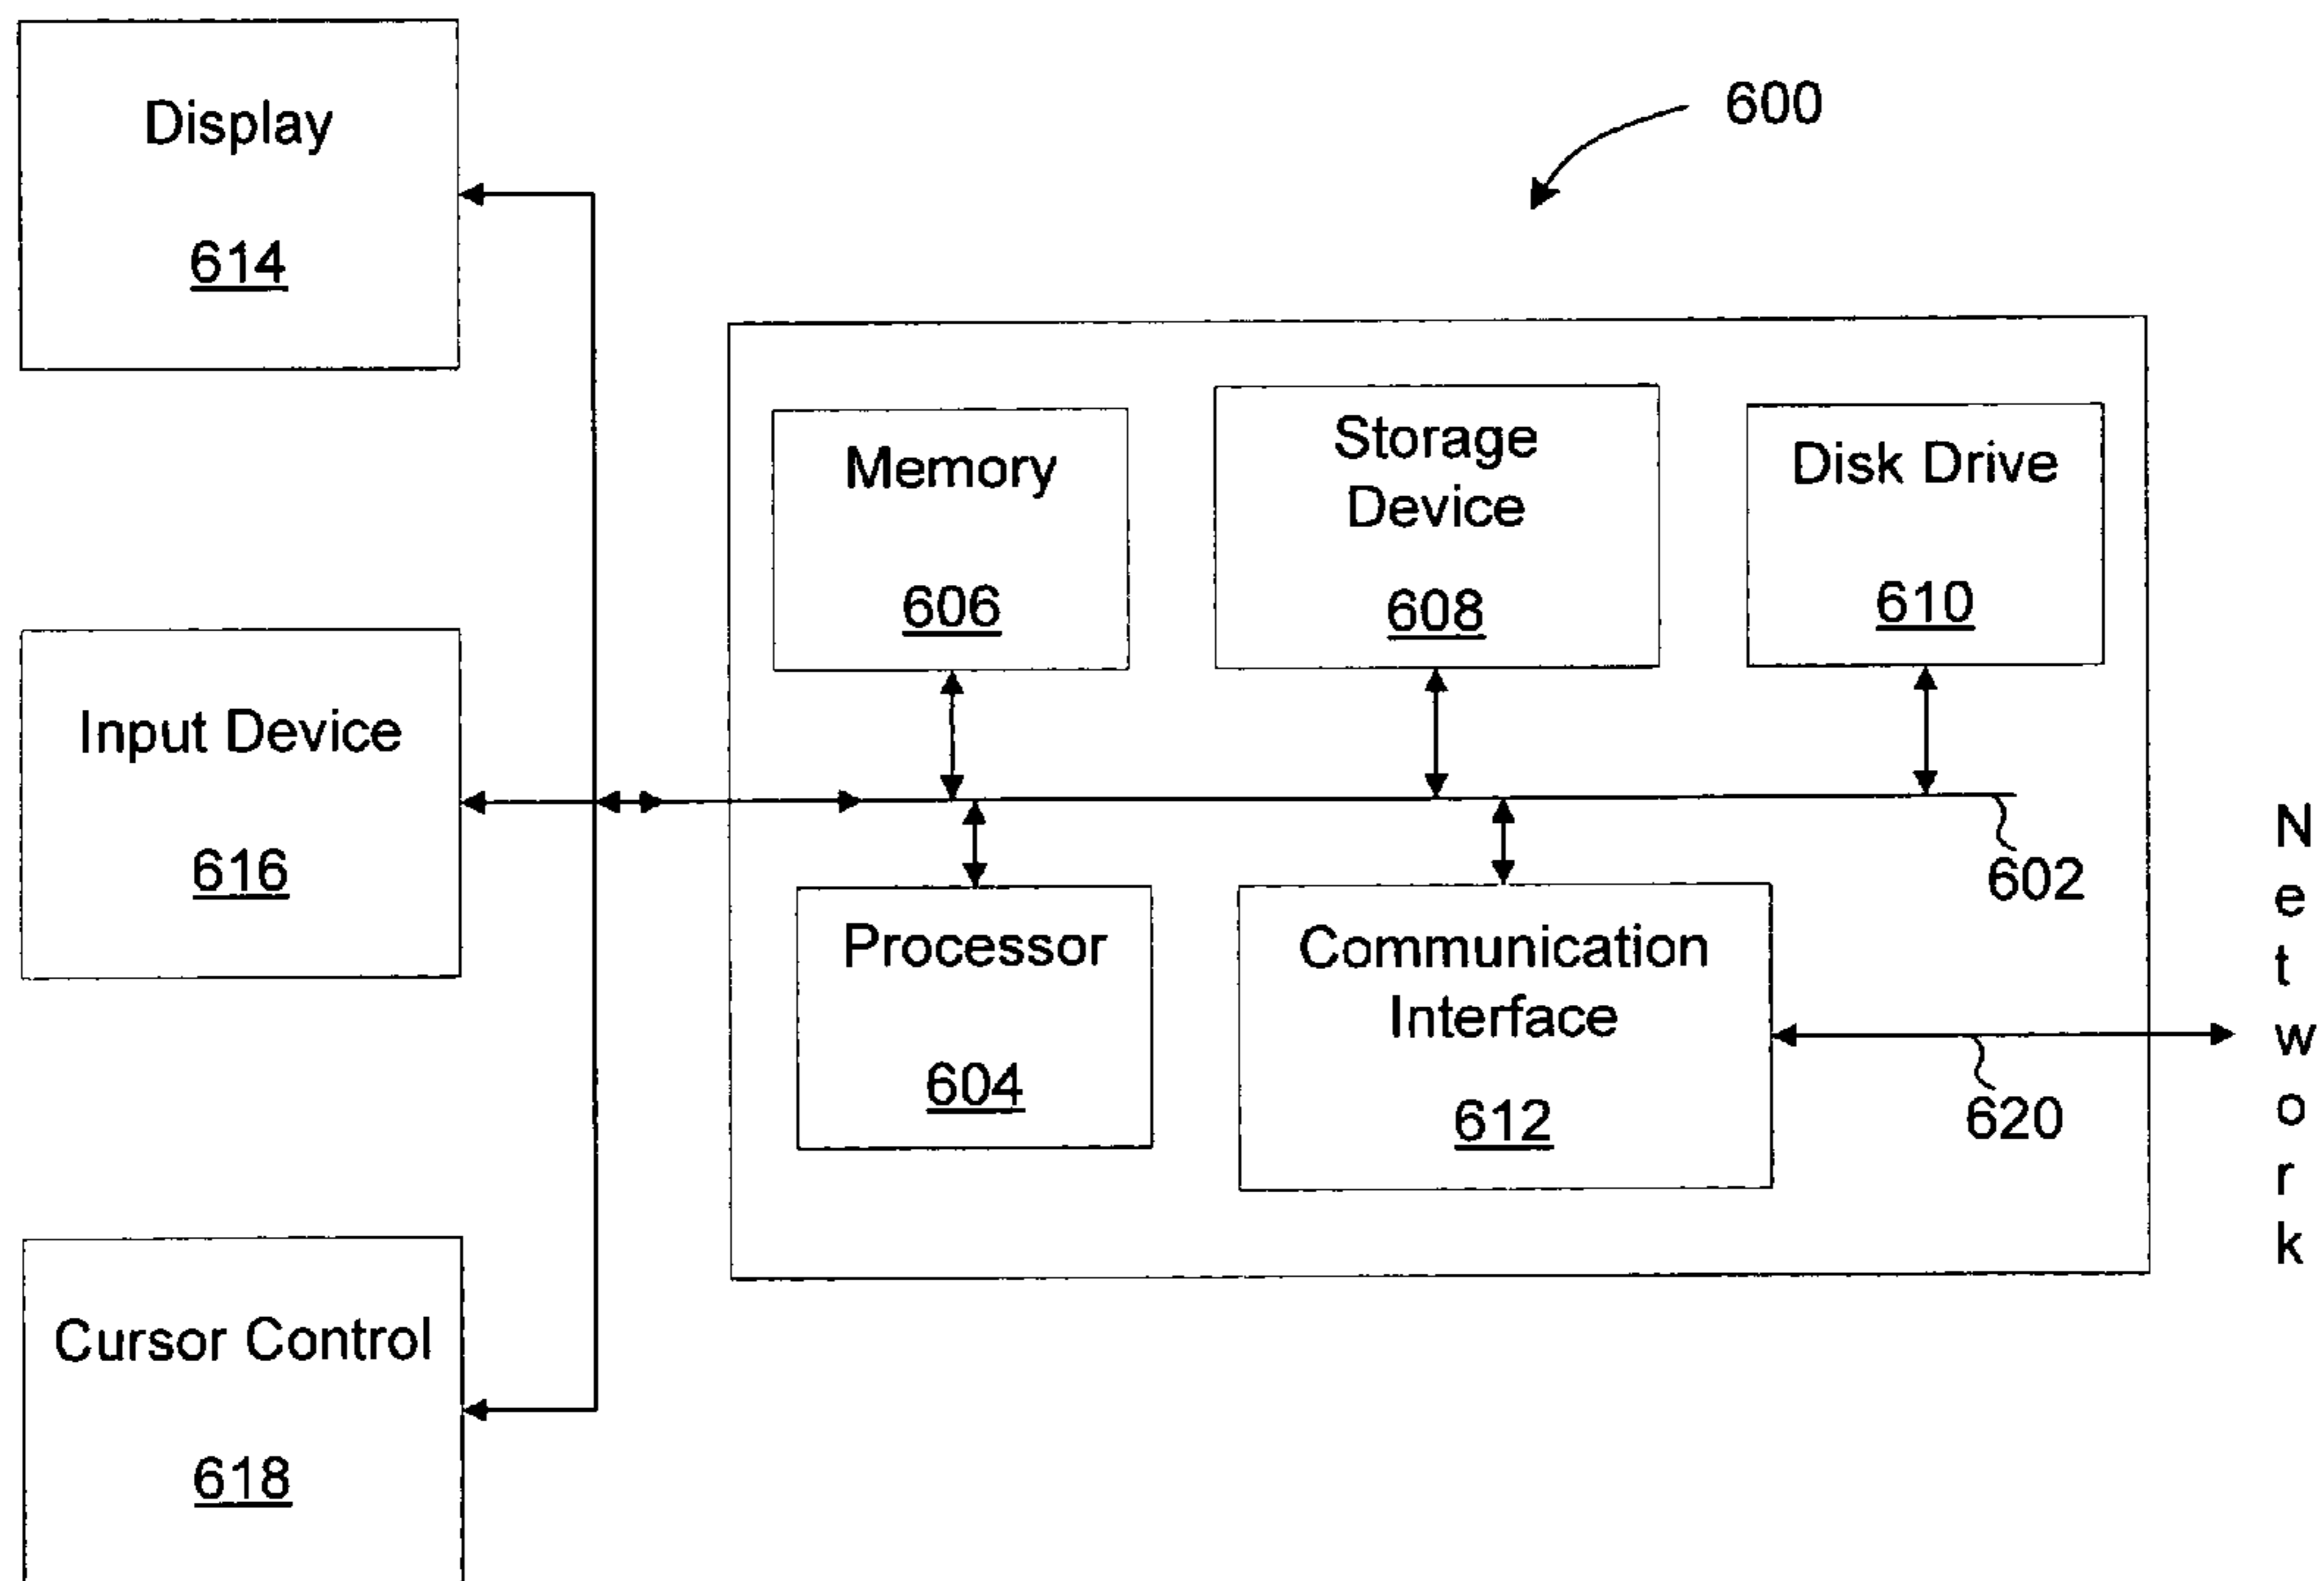 Display
614
600
Memory
606
Storage
Device
608
Disk Drive
610
Input Device
616
602
Processor
604
Communication
Interface
612
620
Network
Cursor Control
618